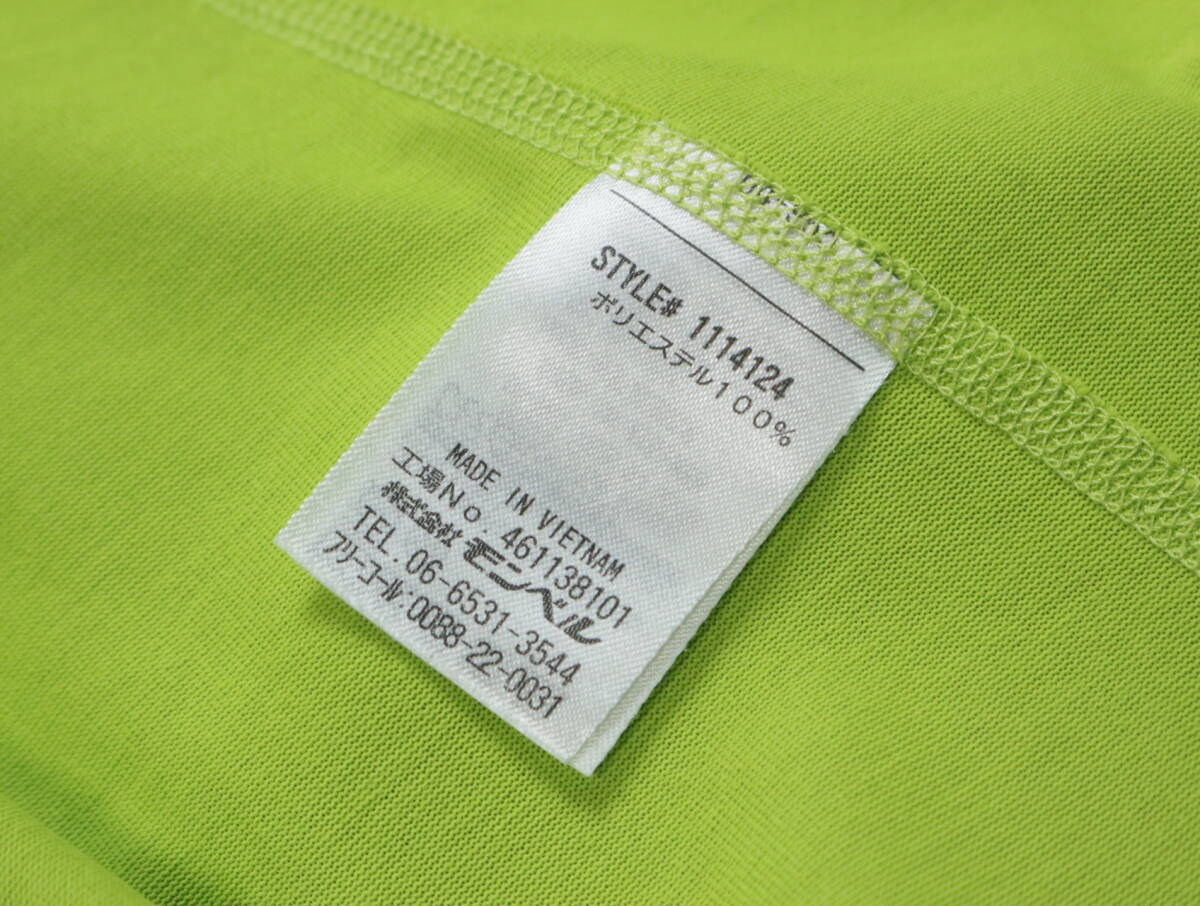 STYLE# 1114124
ポリエステル100%
MADE IN VIETNAM
工場No. 461138101
株式会社 モンベル
TEL. 06-6531-3544
フリーコール:0088-22-0031